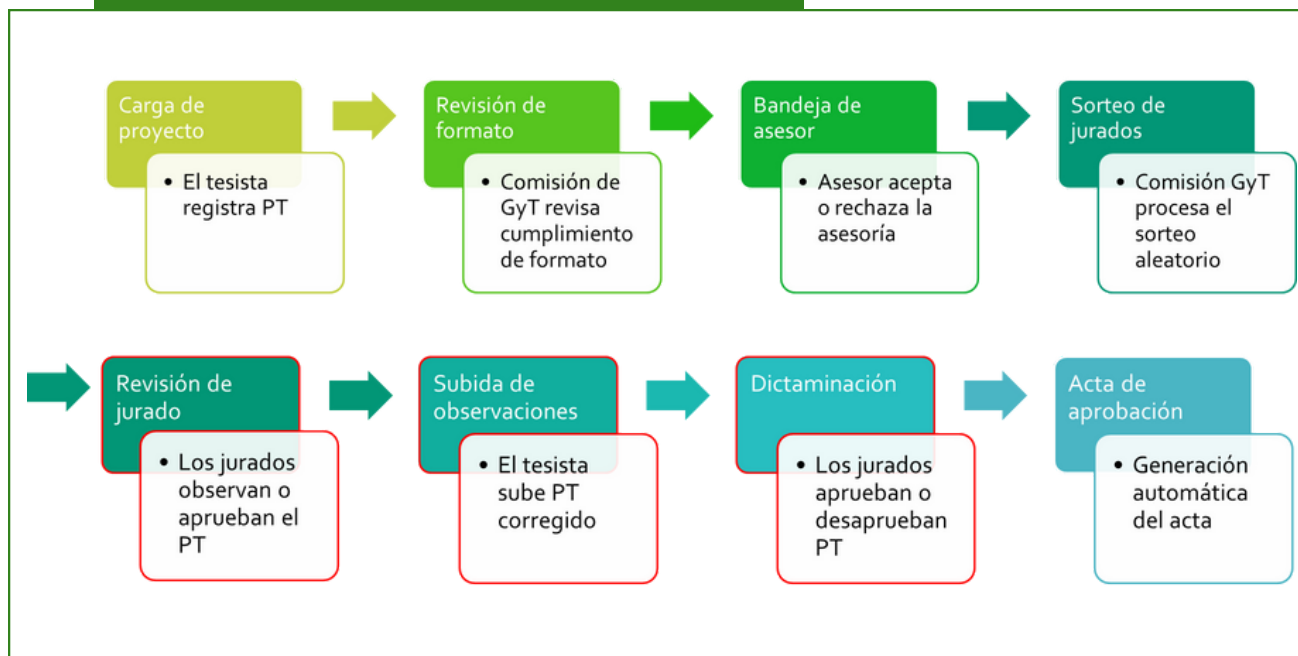 Carga de
proyecto
• El tesista
registra PT
Revisión de
formato
• Comisión de
GyT revisa
cumplimiento
de formato
Bandeja de
asesor
• Asesor acepta
o rechaza la
asesoría
Sorteo de
jurados
• Comisión GyT
procesa el
sorteo
aleatorio
Revisión de
jurado
• Los jurados
observan o
aprueban el
PT
Subida de
observaciones
• El tesista
sube PT
corregido
Dictaminación
• Los jurados
aprueban o
desaprueban
PT
Acta de
aprobación
• Generación
automática
del acta